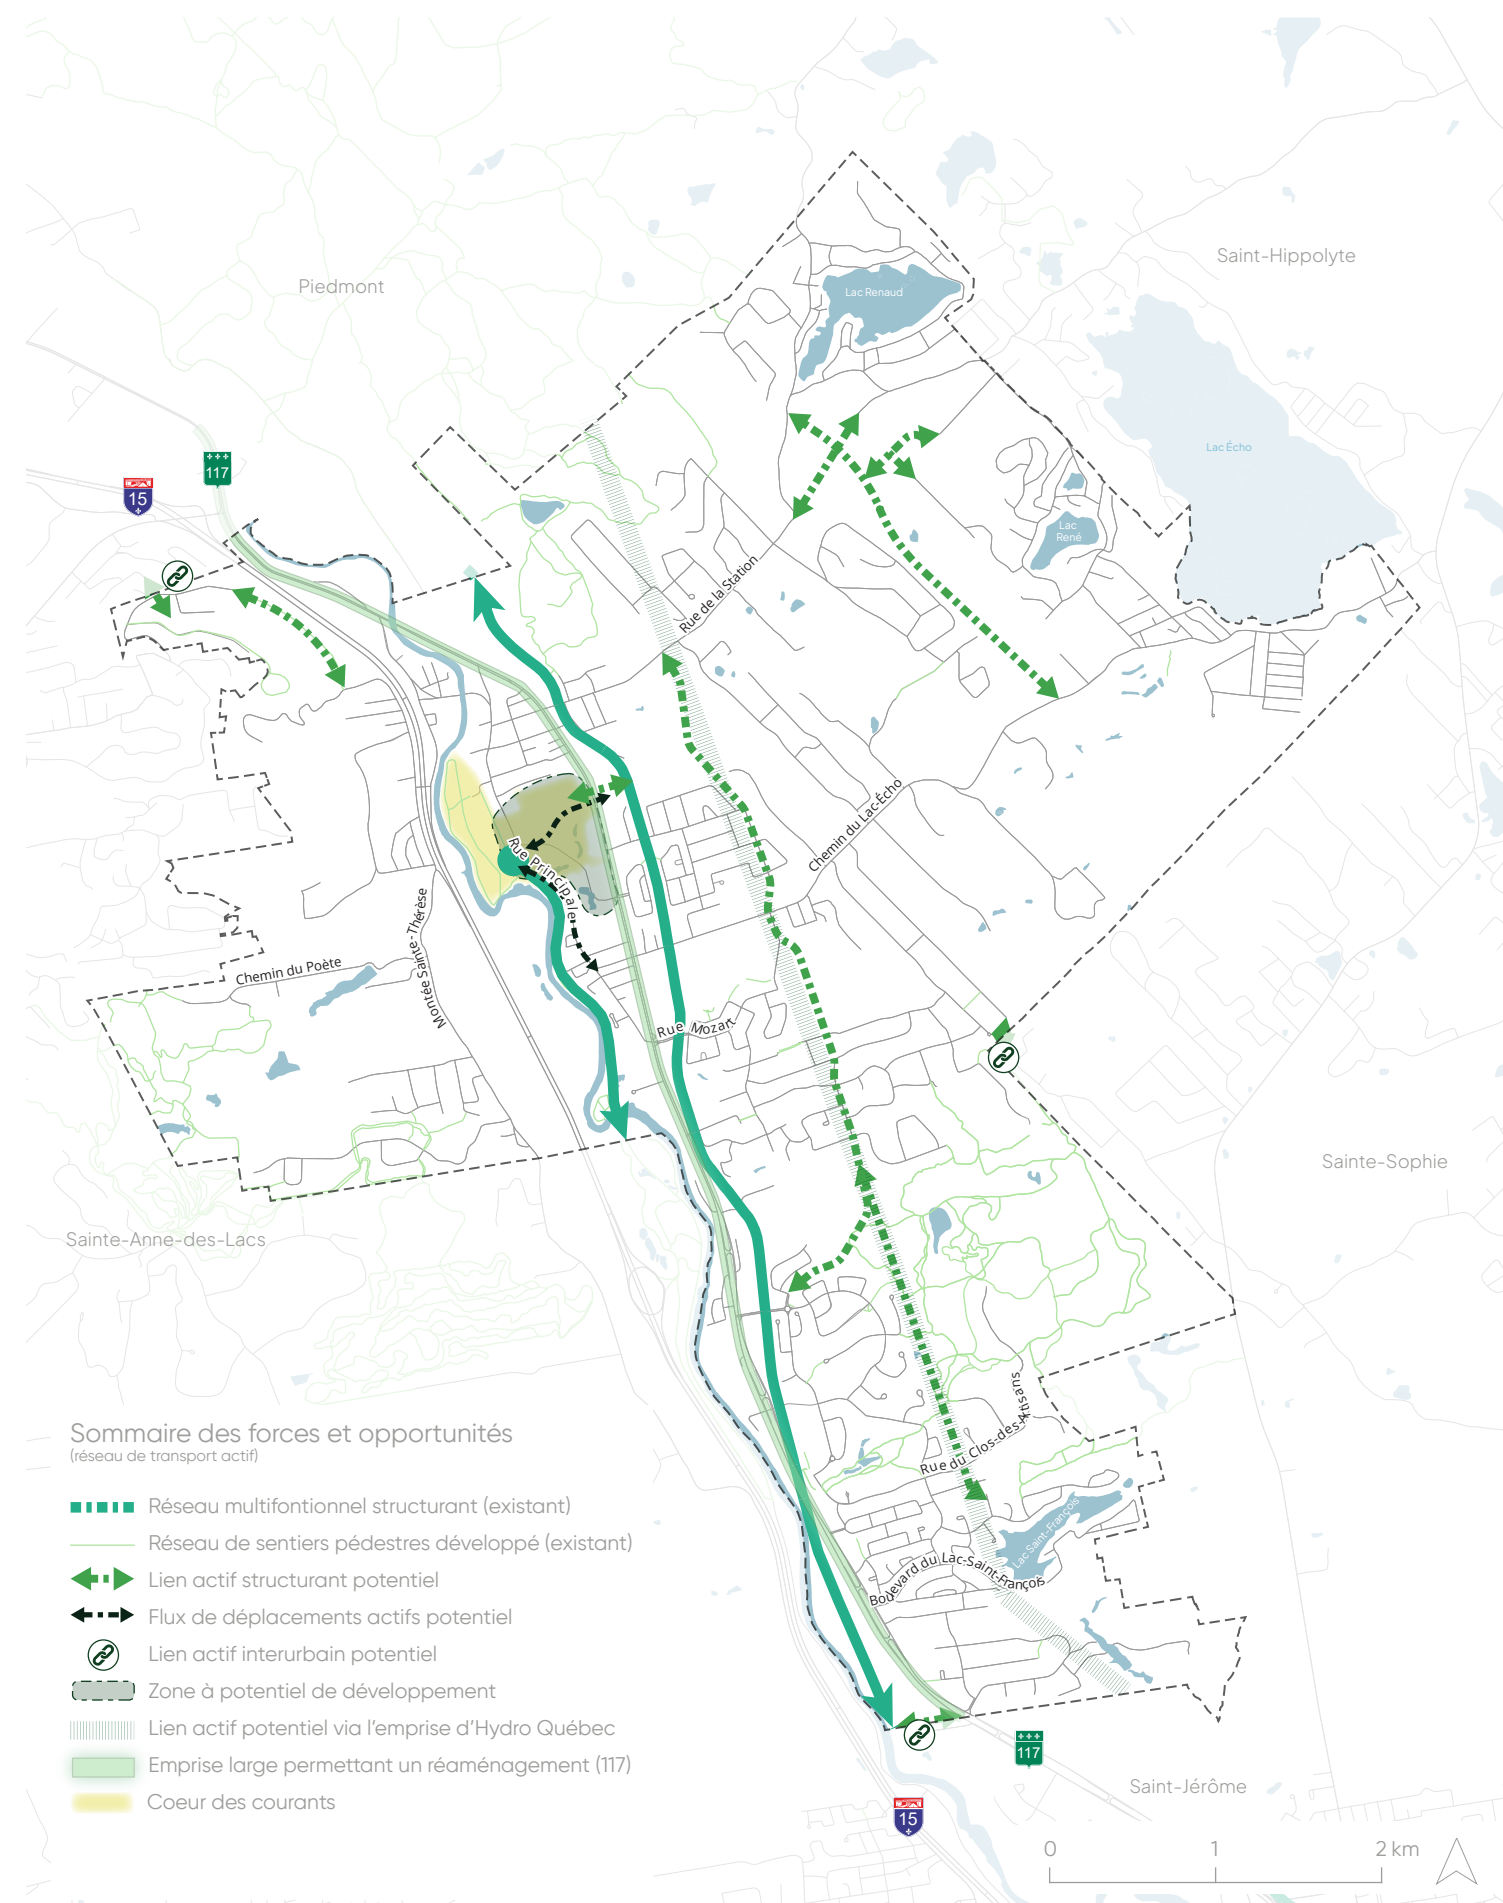 Saint-Hippolyte
Piedmont
Lac Renaud
Lac Écho
117
15
Lac
René
Rue de la Station
Chemin du Lac-Écho
Rue Principale
Montée Sainte-Thérèse
Chemin du Poète
Rue Mozart
Sainte-Sophie
Sainte-Anne-des-Lacs
Rue du Clos-des-Artisans
Lac Saint-François
Boulevard du Lac-Saint-François
Sommaire des forces et opportunités
(réseau de transport actif)
Réseau multifontionnel structurant (existant)
Réseau de sentiers pédestres développé (existant)
Lien actif structurant potentiel
Flux de déplacements actifs potentiel
Lien actif interurbain potentiel
Zone à potentiel de développement
Lien actif potentiel via l'emprise d'Hydro Québec
Emprise large permettant un réaménagement (117)
Coeur des courants
117
Saint-Jérôme
15
0 1 2 km